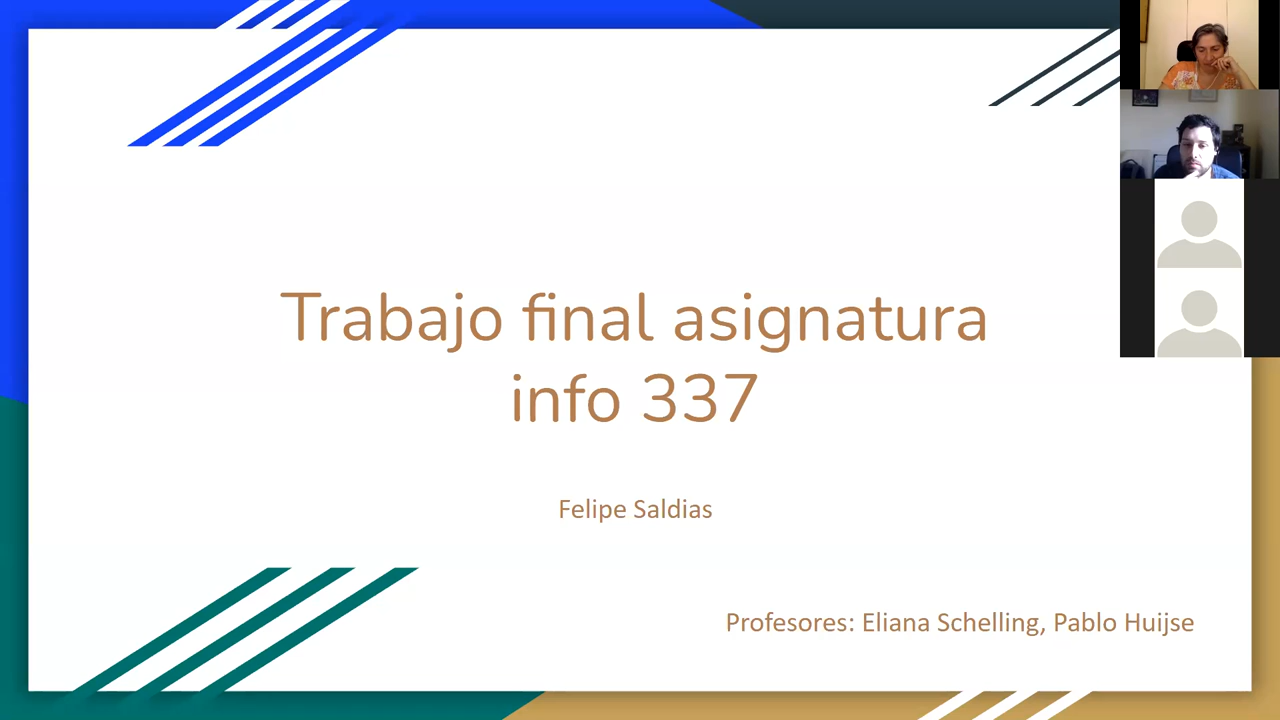 Trabajo final asignatura
info 337
Felipe Saldias
Profesores: Eliana Schelling, Pablo Huijse